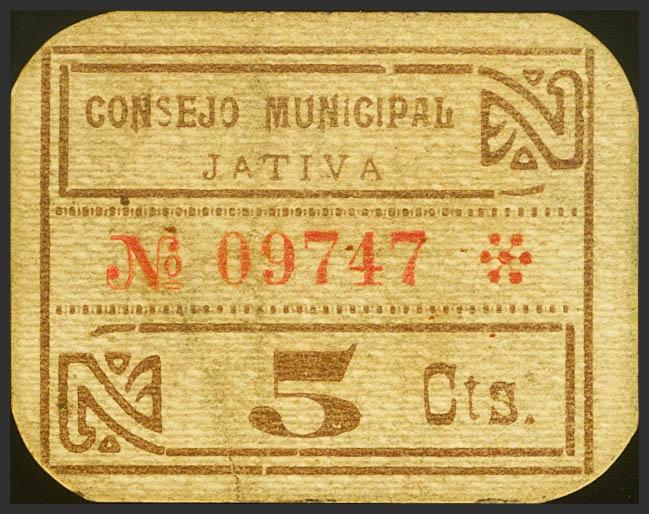 CONSEJO MUNICIPAL
JATIVA
Nº 09747
5 Cts.